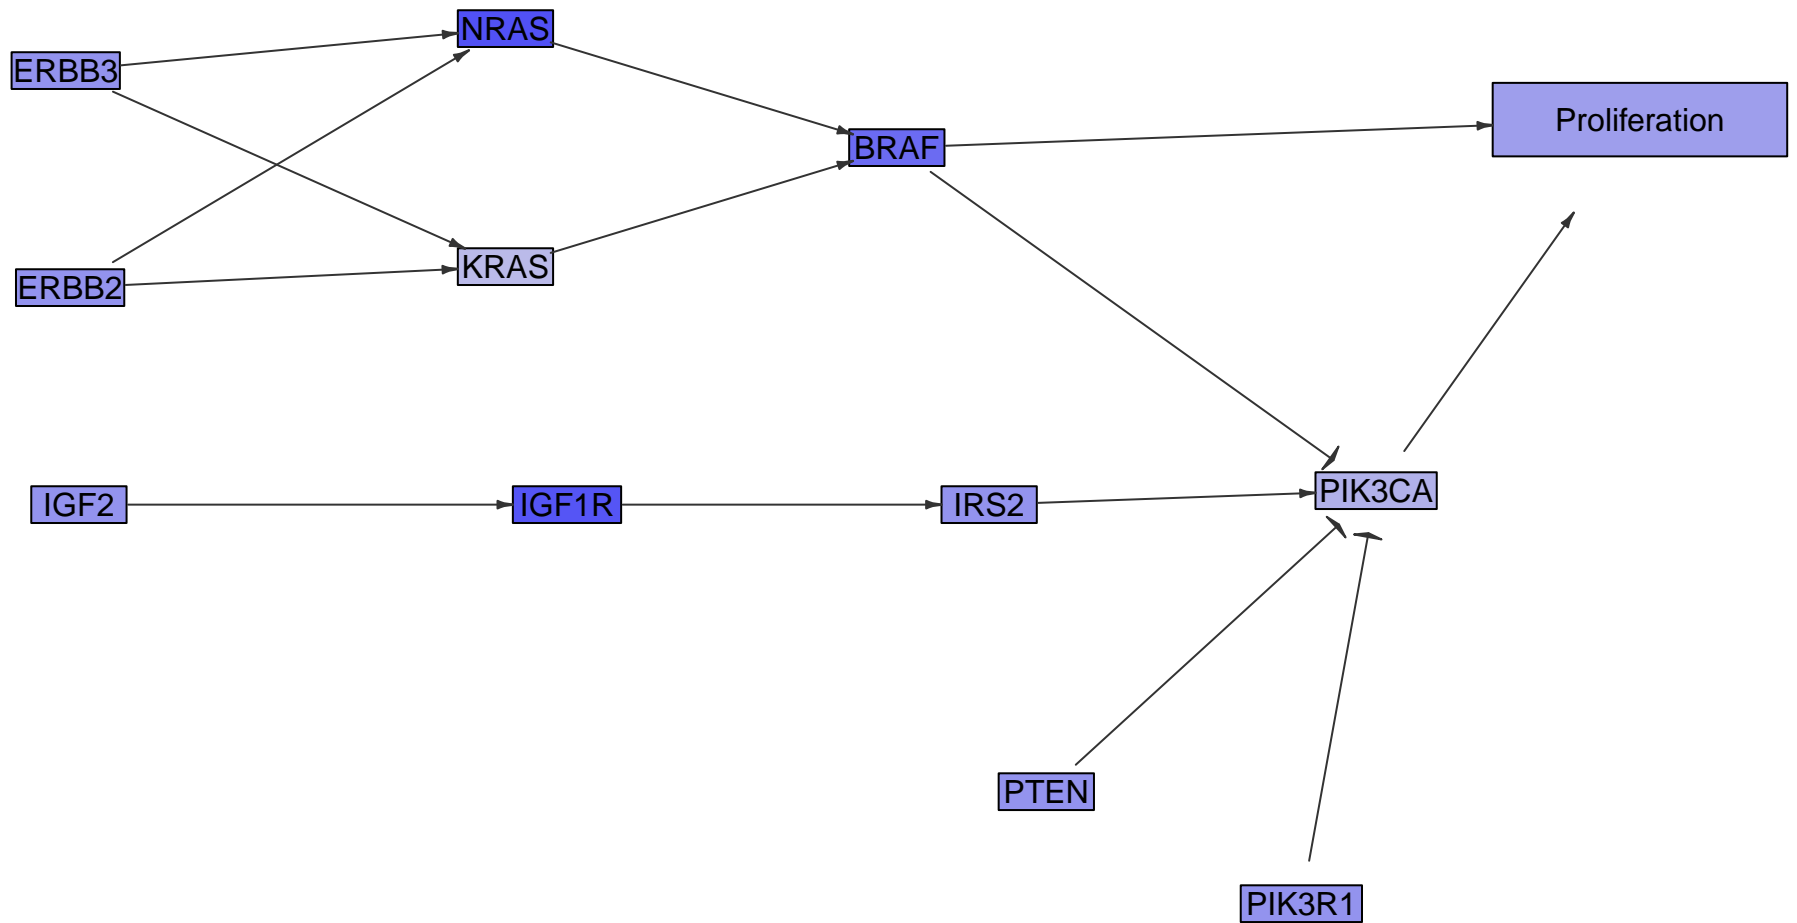 NRAS
ERBB3
Proliferation
BRAF
KRAS
ERBB2
PIK3CA
IGF2
IGF1R
IRS2
PTEN
PIK3R1